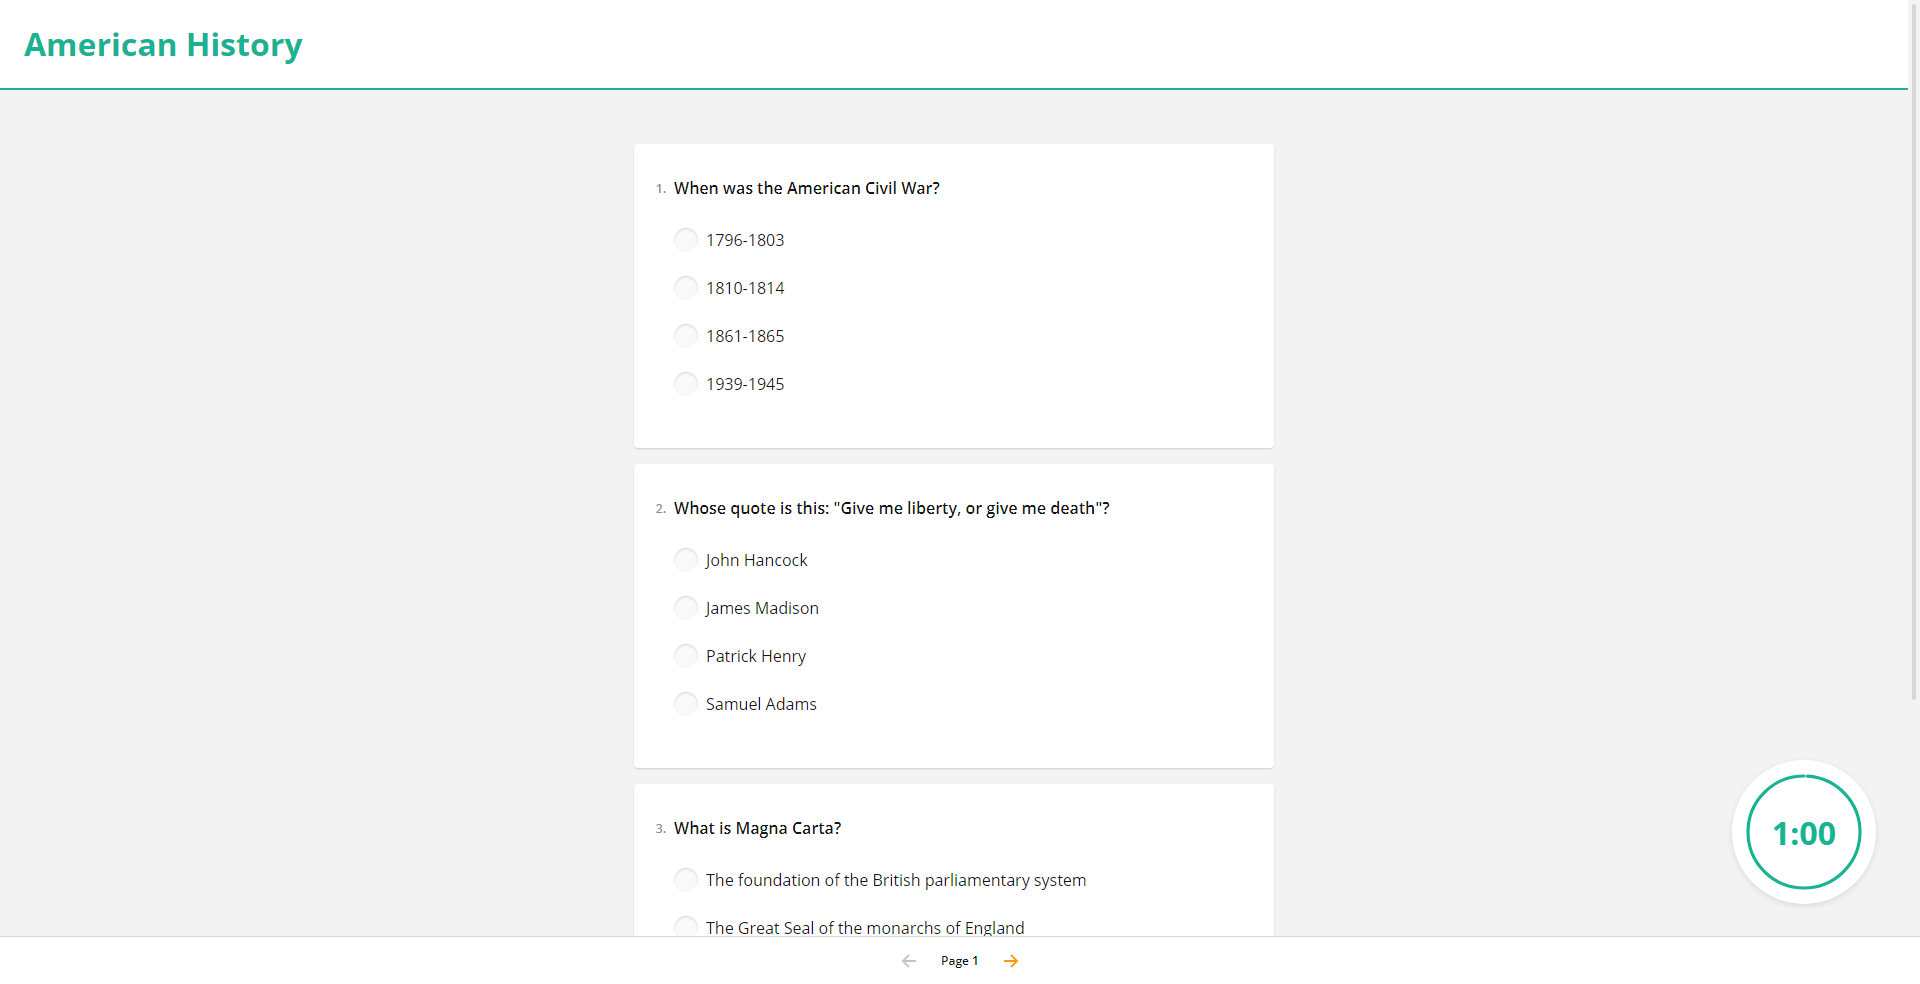 American History
1. When was the American Civil War?
1796-1803
1810-1814
1861-1865
1939-1945
2. Whose quote is this: "Give me liberty, or give me death"?
John Hancock
James Madison
Patrick Henry
Samuel Adams
3. What is Magna Carta?
The foundation of the British parliamentary system
The Great Seal of the monarchs of England
1:00
Page 1